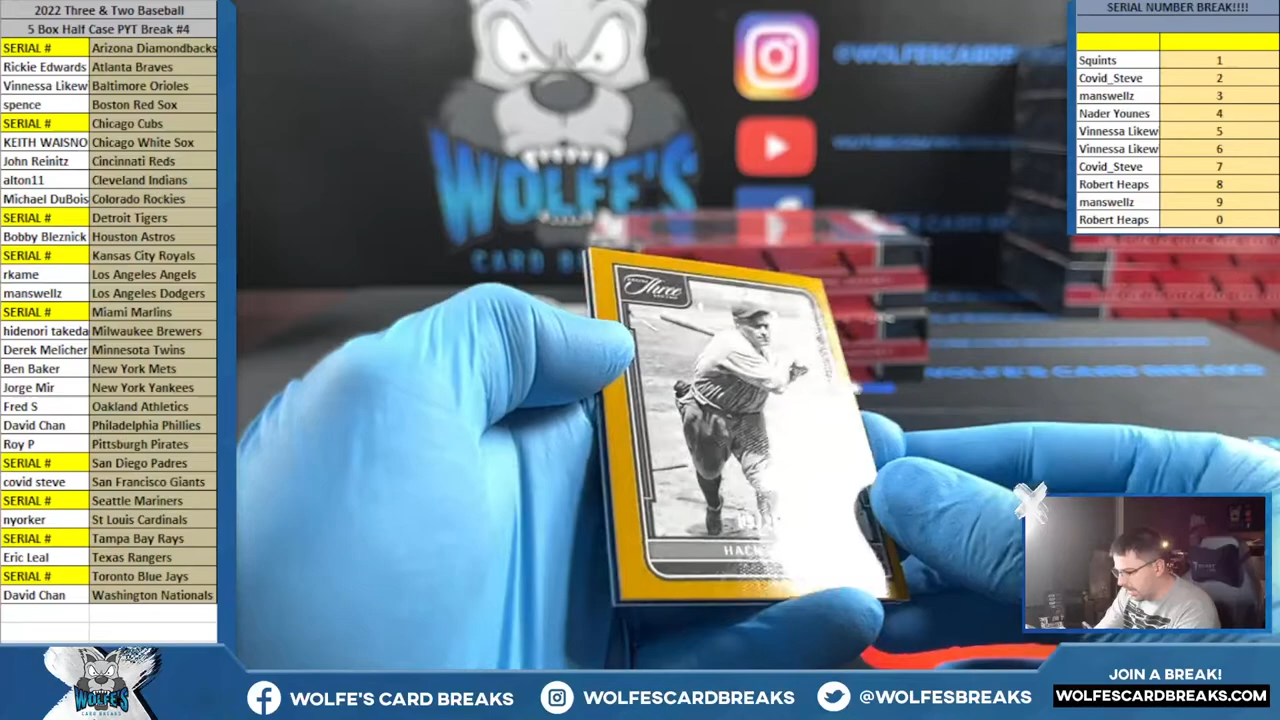 2022 Three & Two Baseball
5 Box Half Case PYT Break #4
SERIAL # Arizona Diamondbacks
Rickie Edwards Atlanta Braves
Vinnessa Likew Baltimore Orioles
spence Boston Red Sox
SERIAL # Chicago Cubs
KEITH WAISNO Chicago White Sox
John Reinitz Cincinnati Reds
alton11 Cleveland Indians
Michael DuBois Colorado Rockies
SERIAL # Detroit Tigers
Bobby Bleznick Houston Astros
SERIAL # Kansas City Royals
rkame Los Angeles Angels
manswellz Los Angeles Dodgers
SERIAL # Miami Marlins
hidenori takeda Milwaukee Brewers
Derek Melicher Minnesota Twins
Ben Baker New York Mets
Jorge Mir New York Yankees
Fred S Oakland Athletics
David Chan Philadelphia Phillies
Roy P Pittsburgh Pirates
SERIAL # San Diego Padres
covid steve San Francisco Giants
SERIAL # Seattle Mariners
nyorker St Louis Cardinals
SERIAL # Tampa Bay Rays
Eric Leal Texas Rangers
SERIAL # Toronto Blue Jays
David Chan Washington Nationals
WOLFE'S
CARD
Three
HACK
SERIAL NUMBER BREAK!!!!
Squints 1
Covid_Steve 2
manswellz 3
Nader Younes 4
Vinnessa Likew 5
Vinnessa Likew 6
Covid_Steve 7
Robert Heaps 8
manswellz 9
Robert Heaps 0
WOLFE'S CARD BREAKS
WOLFE'S
CARD BREAKS
WOLFE'S CARD BREAKS
WOLFESCARDBREAKS
@WOLFESBREAKS
JOIN A BREAK!
WOLFESCARDBREAKS.COM